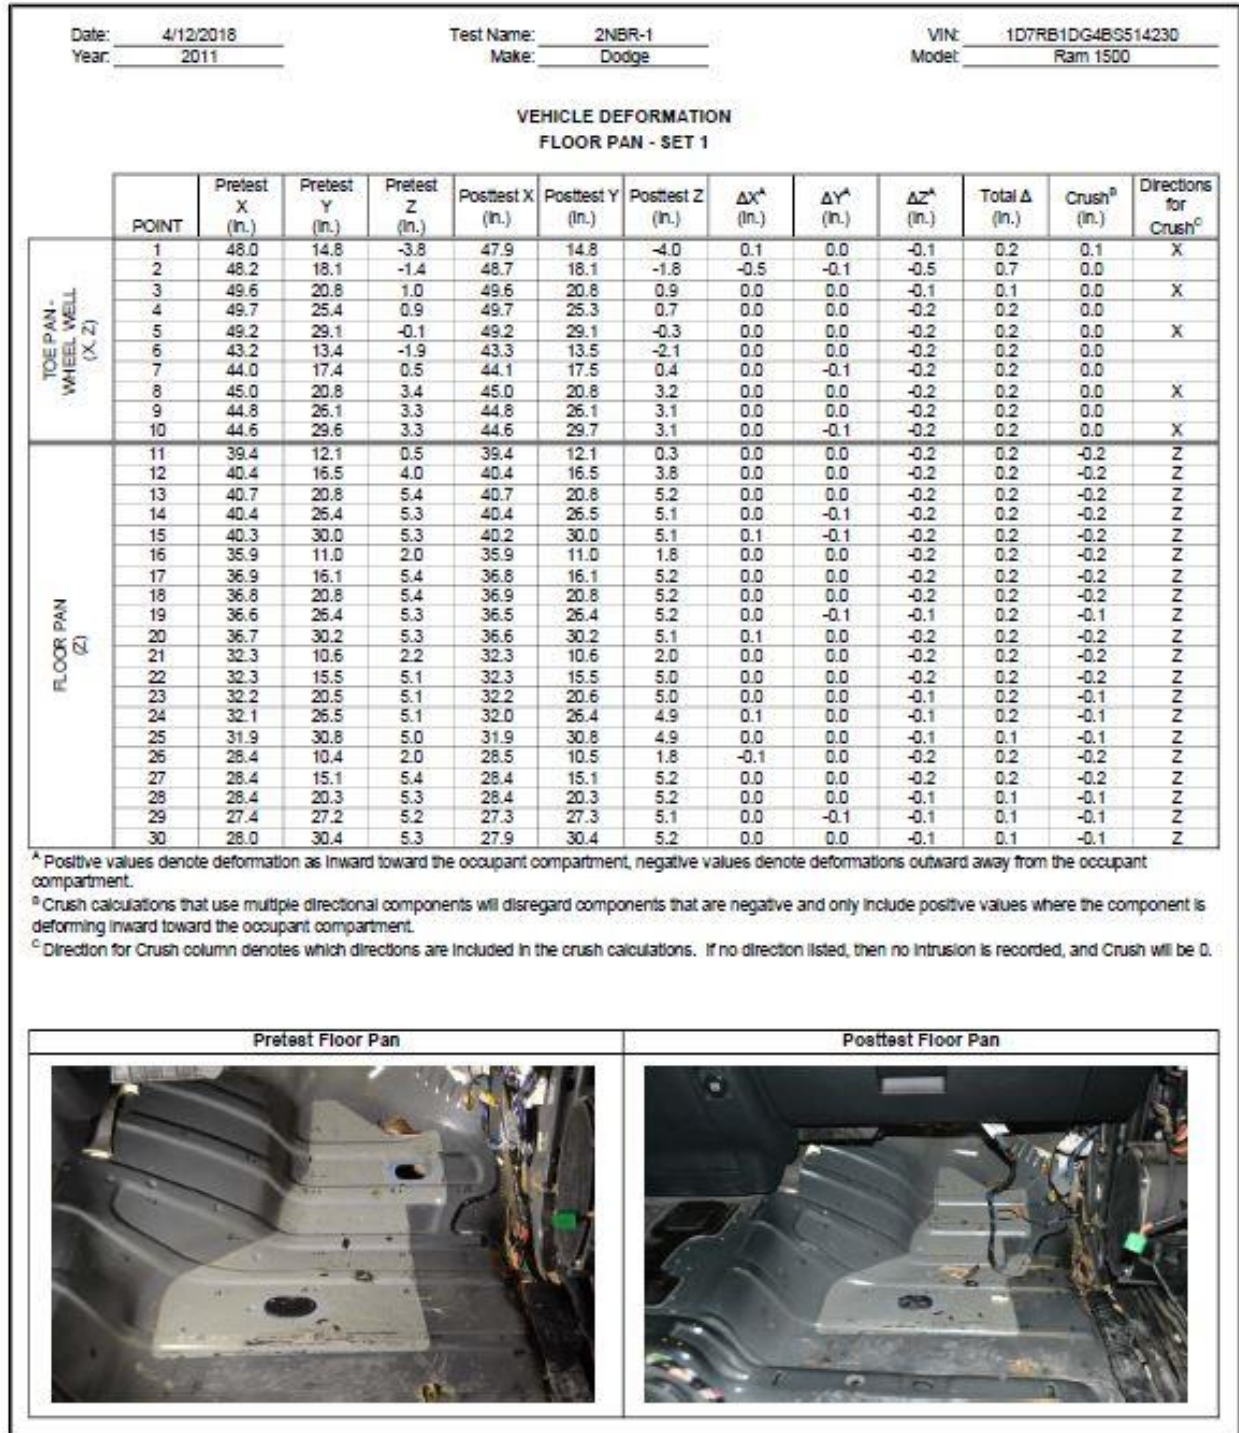 Date: 4/12/2018 Test Name: 2NBR-1 VIN: 1D7RB1DG4BS514230
Year: 2011 Make: Dodge Model: Ram 1500
VEHICLE DEFORMATION
FLOOR PAN - SET 1
POINT Pretest X (in.) Pretest Y (in.) Pretest Z (in.) Posttest X (in.) Posttest Y (in.) Posttest Z (in.) ΔXᴬ (in.) ΔYᴬ (in.) ΔZᴬ (in.) Total Δ (in.) Crushᴮ (in.) Directions for Crushᶜ
TOE PAN - WHEEL WELL (X, Z)
1 48.0 14.8 -3.8 47.9 14.8 -4.0 0.1 0.0 -0.1 0.2 0.1 X
2 48.2 18.1 -1.4 48.7 18.1 -1.8 -0.5 -0.1 -0.5 0.7 0.0
3 49.6 20.8 1.0 49.6 20.8 0.9 0.0 0.0 -0.1 0.1 0.0 X
4 49.7 25.4 0.9 49.7 25.3 0.7 0.0 0.0 -0.2 0.2 0.0
5 49.2 29.1 -0.1 49.2 29.1 -0.3 0.0 0.0 -0.2 0.2 0.0 X
6 43.2 13.4 -1.9 43.3 13.5 -2.1 0.0 0.0 -0.2 0.2 0.0
7 44.0 17.4 0.5 44.1 17.5 0.4 0.0 -0.1 -0.2 0.2 0.0
8 45.0 20.8 3.4 45.0 20.8 3.2 0.0 0.0 -0.2 0.2 0.0 X
9 44.8 26.1 3.3 44.8 26.1 3.1 0.0 0.0 -0.2 0.2 0.0
10 44.6 29.6 3.3 44.6 29.7 3.1 0.0 -0.1 -0.2 0.2 0.0 X
FLOOR PAN (Z)
11 39.4 12.1 0.5 39.4 12.1 0.3 0.0 0.0 -0.2 0.2 -0.2 Z
12 40.4 16.5 4.0 40.4 16.5 3.8 0.0 0.0 -0.2 0.2 -0.2 Z
13 40.7 20.8 5.4 40.7 20.8 5.2 0.0 0.0 -0.2 0.2 -0.2 Z
14 40.4 26.4 5.3 40.4 26.5 5.1 0.0 -0.1 -0.2 0.2 -0.2 Z
15 40.3 30.0 5.3 40.2 30.0 5.1 0.1 -0.1 -0.2 0.2 -0.2 Z
16 35.9 11.0 2.0 35.9 11.0 1.8 0.0 0.0 -0.2 0.2 -0.2 Z
17 36.9 16.1 5.4 36.8 16.1 5.2 0.0 0.0 -0.2 0.2 -0.2 Z
18 36.8 20.8 5.4 36.9 20.8 5.2 0.0 0.0 -0.2 0.2 -0.2 Z
19 36.6 26.4 5.3 36.5 26.4 5.2 0.0 -0.1 -0.1 0.2 -0.1 Z
20 36.7 30.2 5.3 36.6 30.2 5.1 0.1 0.0 -0.2 0.2 -0.2 Z
21 32.3 10.6 2.2 32.3 10.6 2.0 0.0 0.0 -0.2 0.2 -0.2 Z
22 32.3 15.5 5.1 32.3 15.5 5.0 0.0 0.0 -0.2 0.2 -0.2 Z
23 32.2 20.5 5.1 32.2 20.6 5.0 0.0 0.0 -0.1 0.2 -0.1 Z
24 32.1 26.5 5.1 32.0 26.4 4.9 0.1 0.0 -0.1 0.2 -0.1 Z
25 31.9 30.8 5.0 31.9 30.8 4.9 0.0 0.0 -0.1 0.1 -0.1 Z
26 28.4 10.4 2.0 28.5 10.5 1.8 -0.1 0.0 -0.2 0.2 -0.2 Z
27 28.4 15.1 5.4 28.4 15.1 5.2 0.0 0.0 -0.2 0.2 -0.2 Z
28 28.4 20.3 5.3 28.4 20.3 5.2 0.0 0.0 -0.1 0.1 -0.1 Z
29 27.4 27.2 5.2 27.3 27.3 5.1 0.0 -0.1 -0.1 0.1 -0.1 Z
30 28.0 30.4 5.3 27.9 30.4 5.2 0.0 0.0 -0.1 0.1 -0.1 Z
ᴬ Positive values denote deformation as inward toward the occupant compartment, negative values denote deformations outward away from the occupant
compartment.
ᴮ Crush calculations that use multiple directional components will disregard components that are negative and only include positive values where the component is
deforming inward toward the occupant compartment.
ᶜ Direction for Crush column denotes which directions are included in the crush calculations. If no direction listed, then no intrusion is recorded, and Crush will be 0.
Pretest Floor Pan Posttest Floor Pan